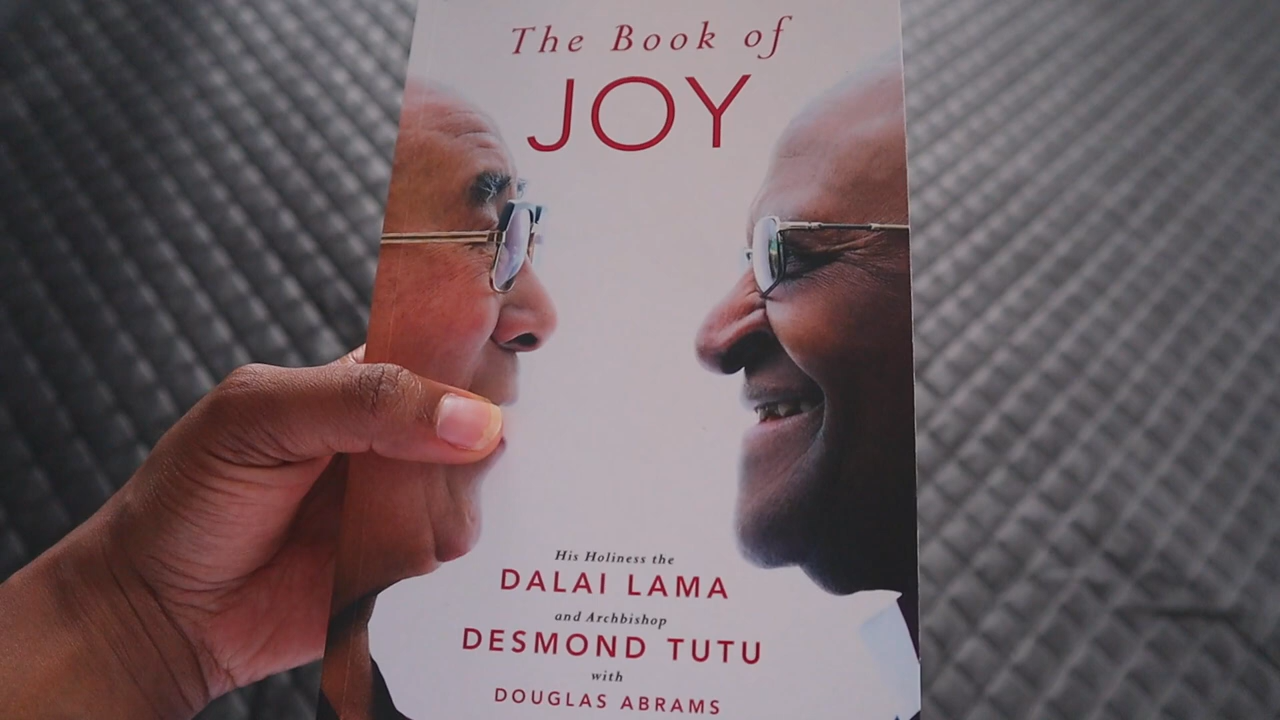 The Book of
JOY
His Holiness the
DALAI LAMA
and Archbishop
DESMOND TUTU
with
DOUGLAS ABRAMS